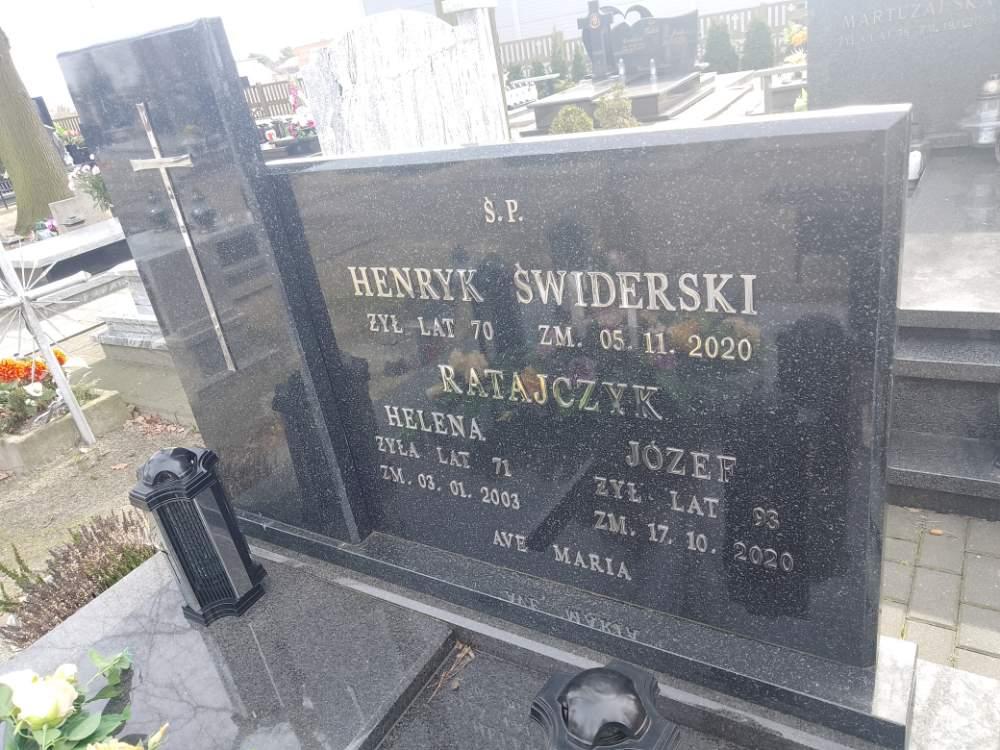 Ś.P.
HENRYK ŚWIDERSKI
ŻYŁ LAT 70 ZM. 05. 11. 2020
RATAJCZYK
HELENA
ŻYŁA LAT 71
ZM. 03. 01. 2003
JÓZEF
ŻYŁ LAT 93
ZM. 17. 10. 2020
AVE MARIA